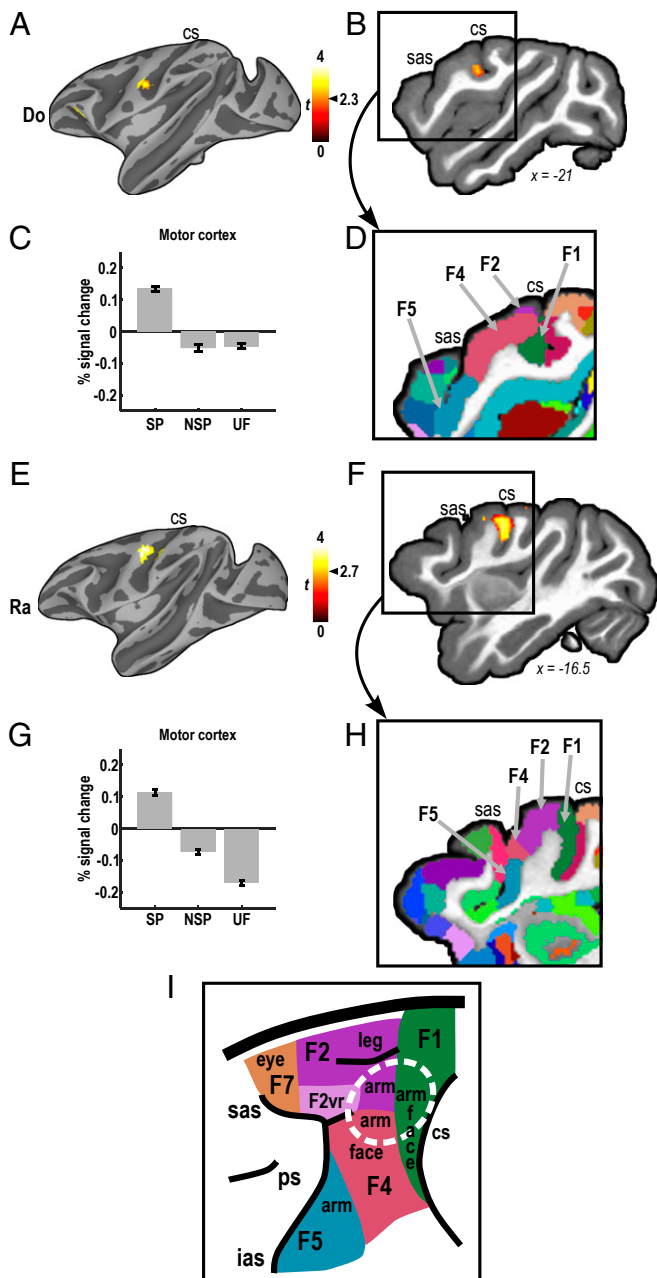 A
cs
Do
4
t
2.3
0
B
sas
cs
x = -21
C
Motor cortex
% signal change
0.2
0.1
0
-0.1
-0.2
SP NSP UF
D
F1
F2
F4
cs
F5
sas
E
cs
Ra
4
t
2.7
0
F
sas
cs
x = -16.5
G
Motor cortex
% signal change
0.2
0.1
0
-0.1
-0.2
SP NSP UF
H
F2 F1
F4
sas
cs
F5
I
eye
F7
F2
leg
F1
sas
F2vr
arm
arm
arm
face
cs
face
ps
F4
arm
F5
ias